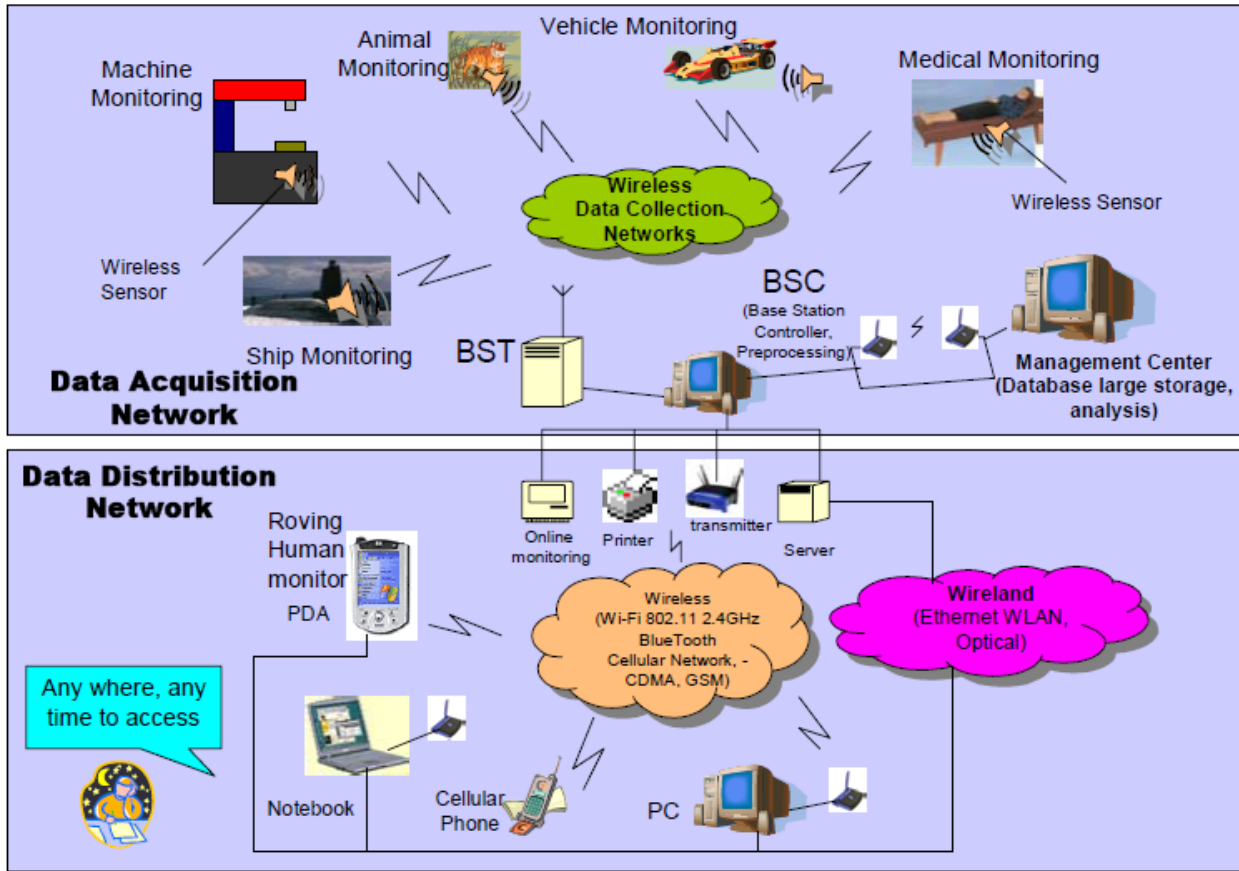 Machine
Monitoring
Animal
Monitoring
Vehicle Monitoring
Medical Monitoring
Wireless
Data Collection
Networks
Wireless Sensor
Wireless
Sensor
Ship Monitoring
BST
BSC
(Base Station
Controller,
Preprocessing)
Management Center
(Database large storage,
analysis)
Data Acquisition
Network
Data Distribution
Network
Roving
Human
monitor
PDA
Online
monitoring
Printer
transmitter
Server
Wireless
(Wi-Fi 802.11 2.4GHz
BlueTooth
Cellular Network, -
CDMA, GSM)
Wireland
(Ethernet WLAN,
Optical)
Any where, any
time to access
Notebook
Cellular
Phone
PC